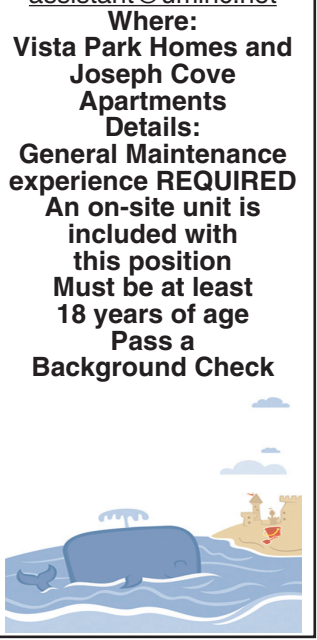 Where:
Vista Park Homes and
Joseph Cove
Apartments
Details:
General Maintenance
experience REQUIRED
An on-site unit is
included with
this position
Must be at least
18 years of age
Pass a
Background Check